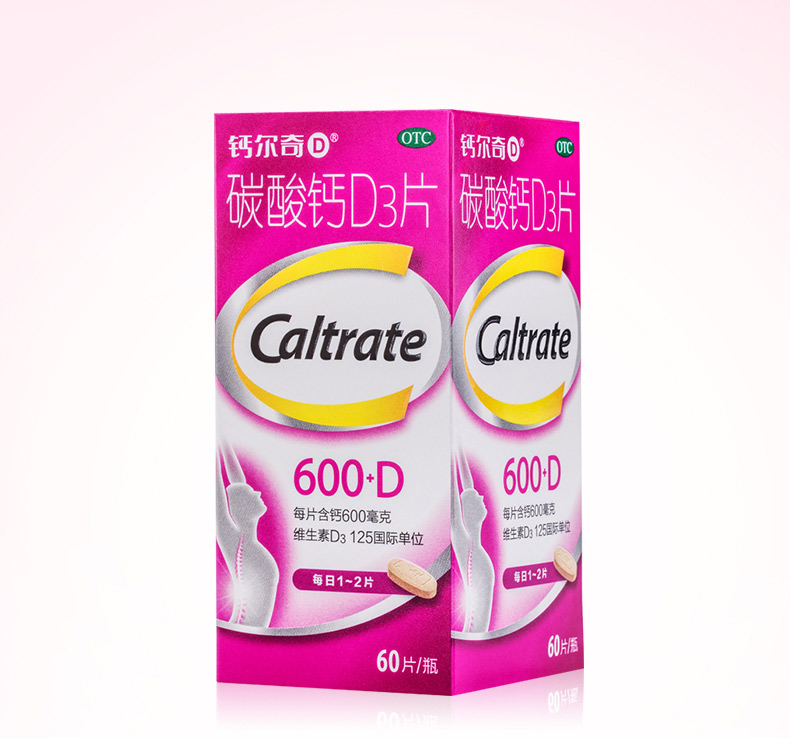 钙尔奇D®
OTC
碳酸钙D3片
Caltrate
600+D
每片含钙600毫克
维生素D3 125国际单位
每日1~2片
60片/瓶
钙尔奇D®
OTC
碳酸钙D3片
Caltrate
600+D
每片含钙600毫克
维生素D3 125国际单位
每日1~2片
60片/瓶